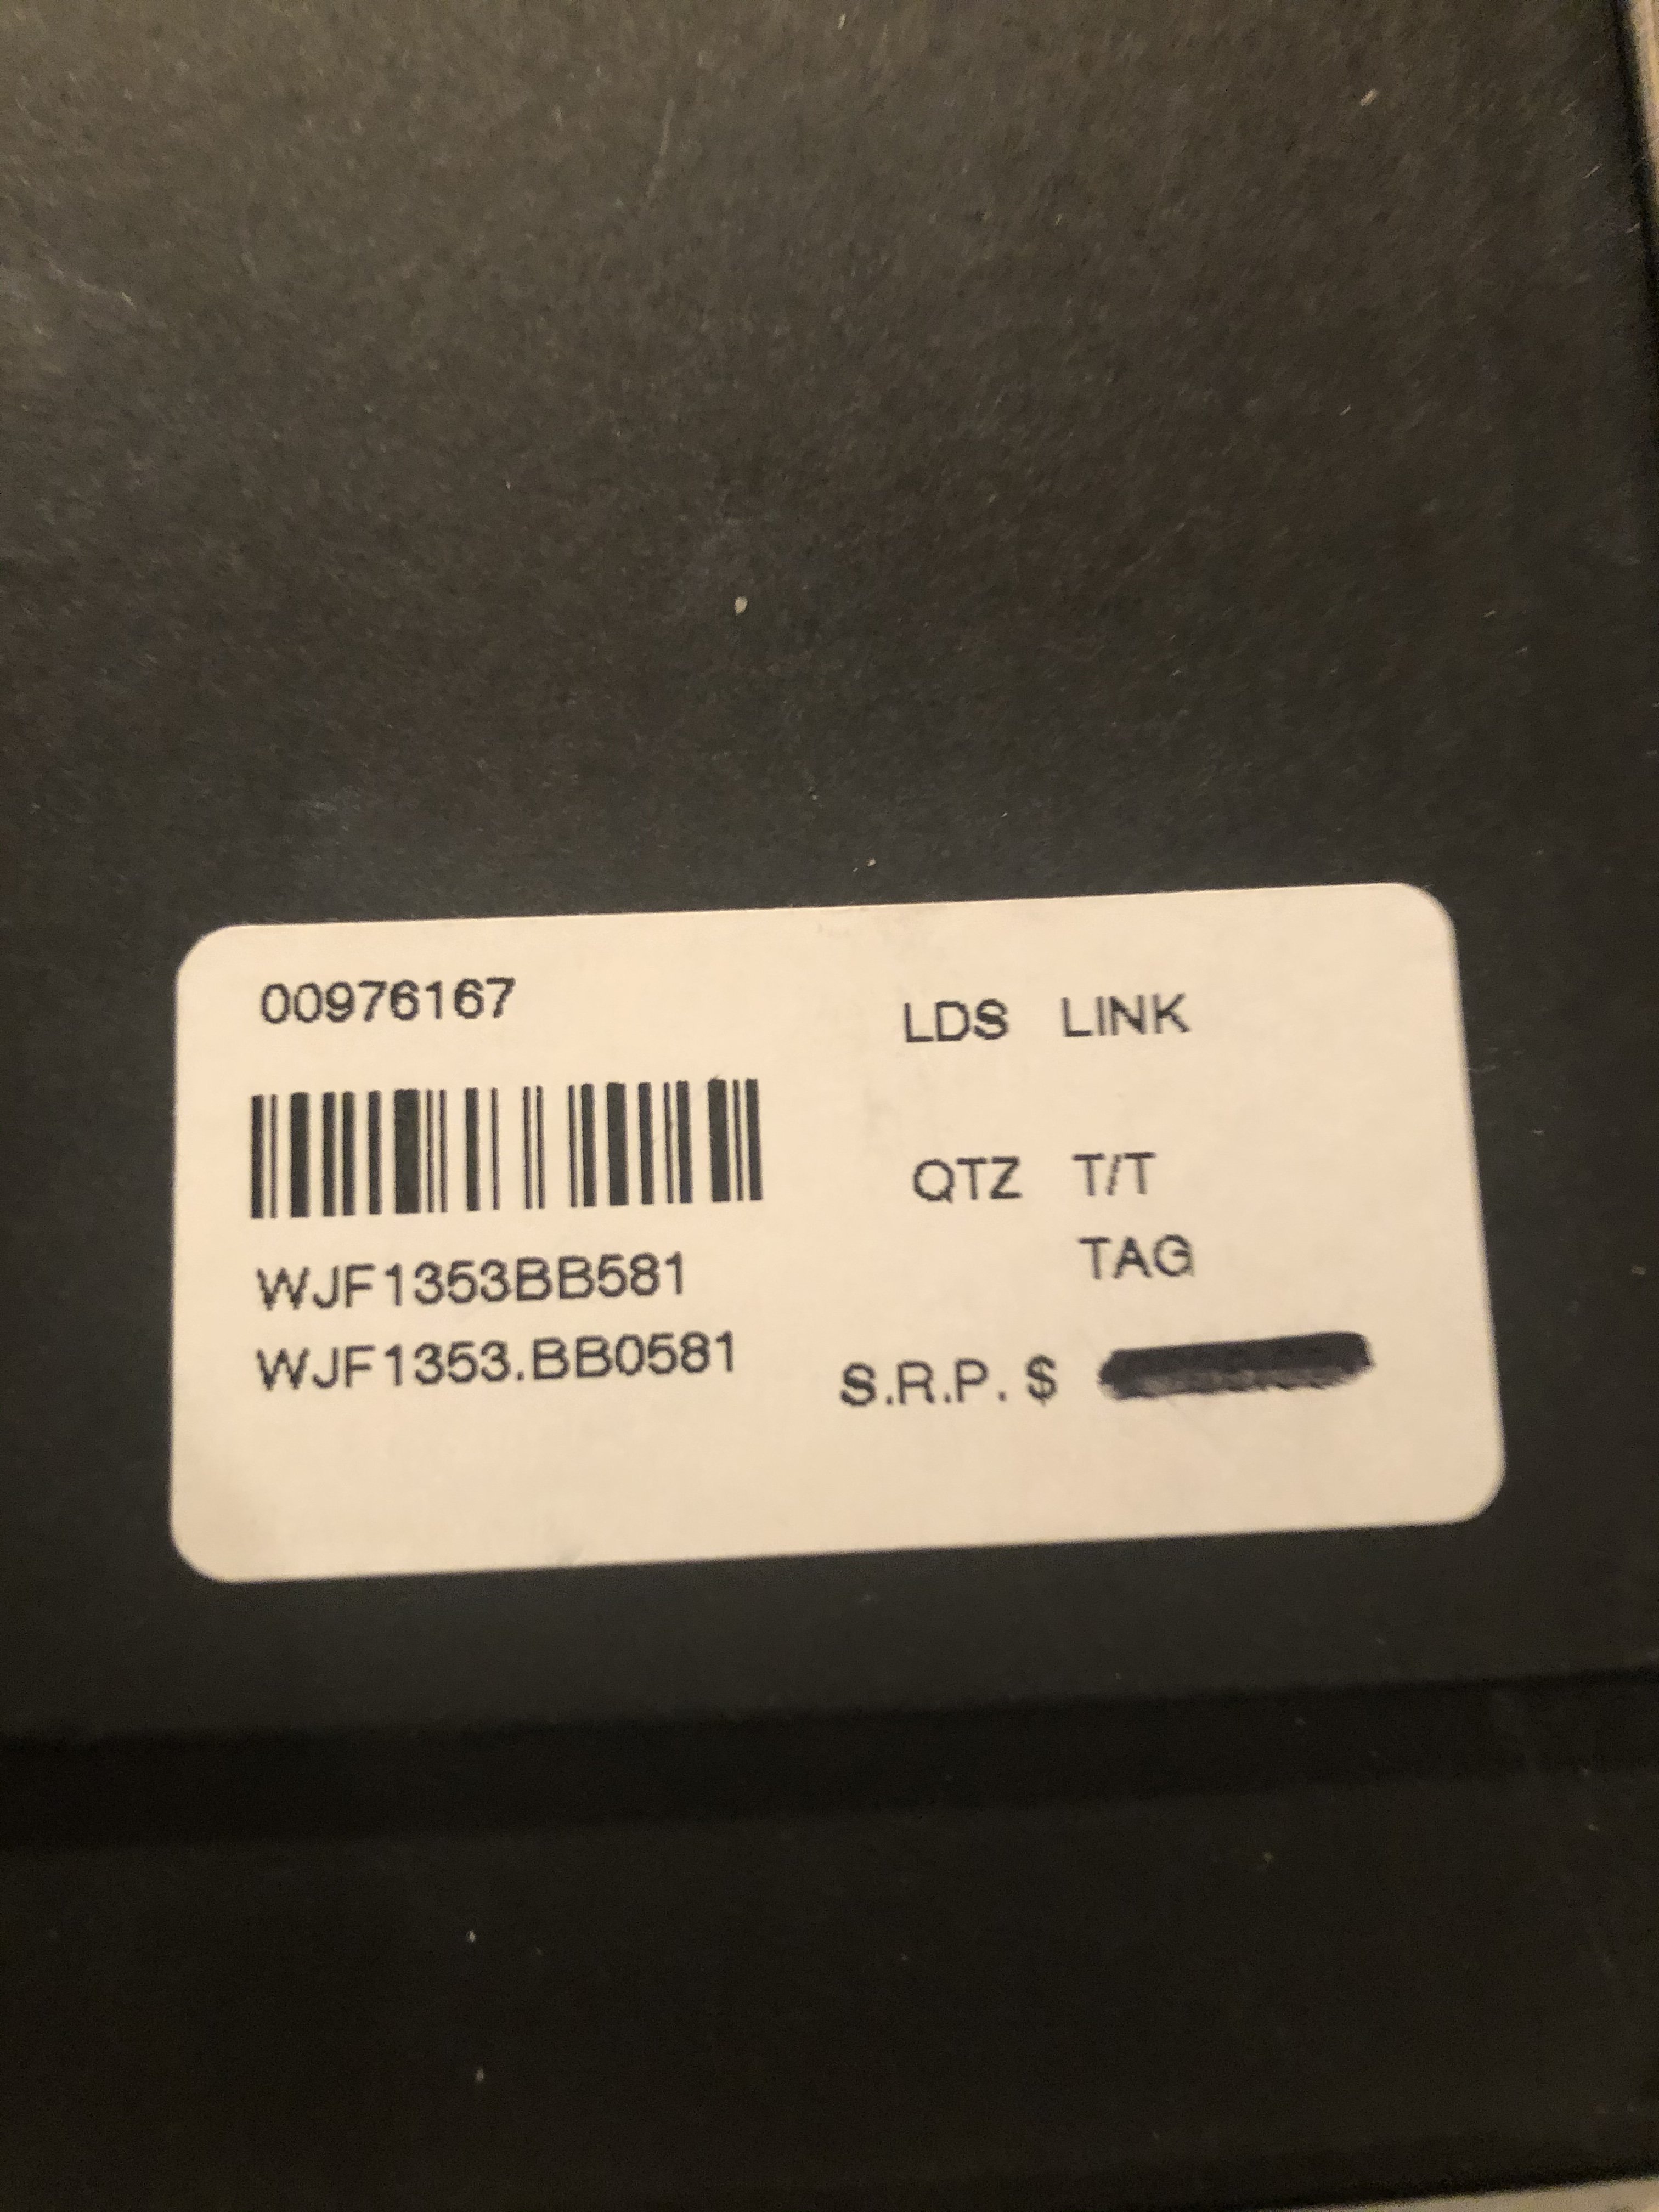 00976167
WJF1353BB581
WJF1353.BB0581
LDS LINK
QTZ T/T
TAG
S.R.P. $